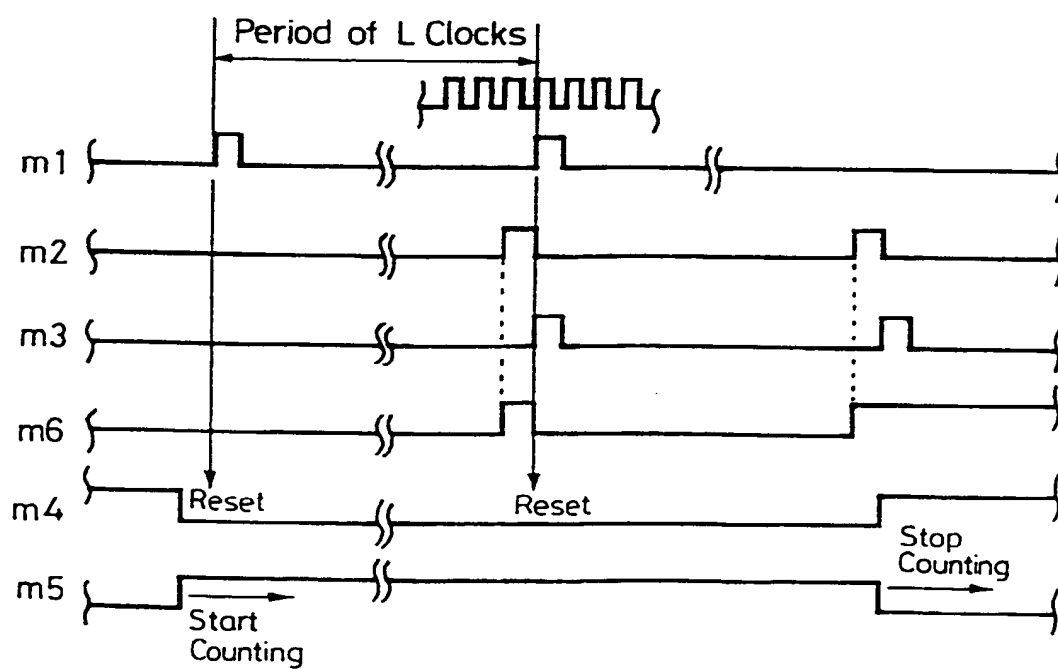 Period of L Clocks
m1
m2
m3
m6
Reset
Reset
m4
Stop
Counting
m5
Start
Counting